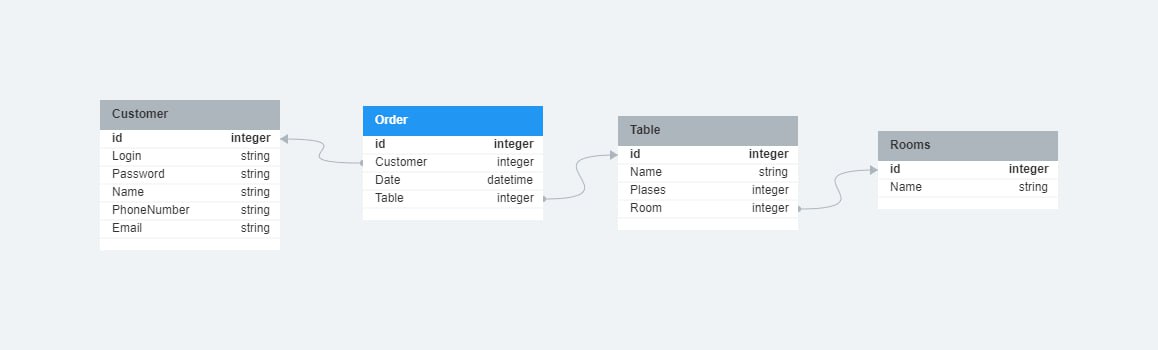 Customer
id integer
Login string
Password string
Name string
PhoneNumber string
Email string
Order
id integer
Customer integer
Date datetime
Table integer
Table
id integer
Name string
Plases integer
Room integer
Rooms
id integer
Name string